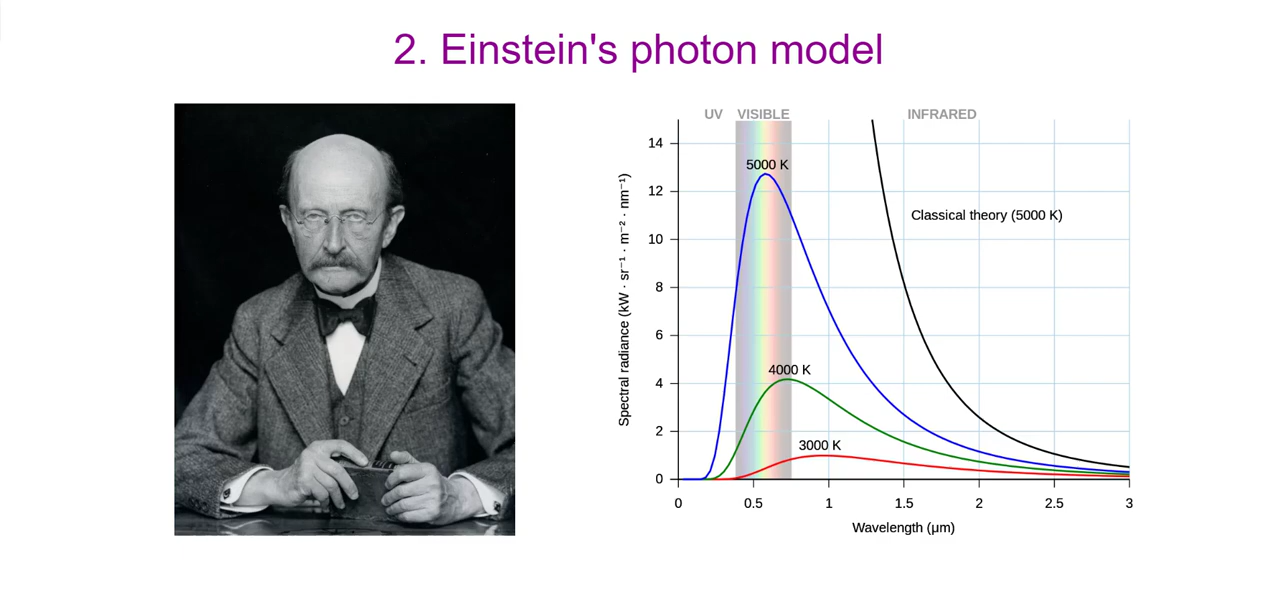 2. Einstein's photon model
UV VISIBLE INFRARED
14
12
10
8
6
4
2
0
Spectral radiance (kW · sr⁻¹ · m⁻² · nm⁻¹)
5000 K
Classical theory (5000 K)
4000 K
3000 K
0 0.5 1 1.5 2 2.5 3
Wavelength (μm)